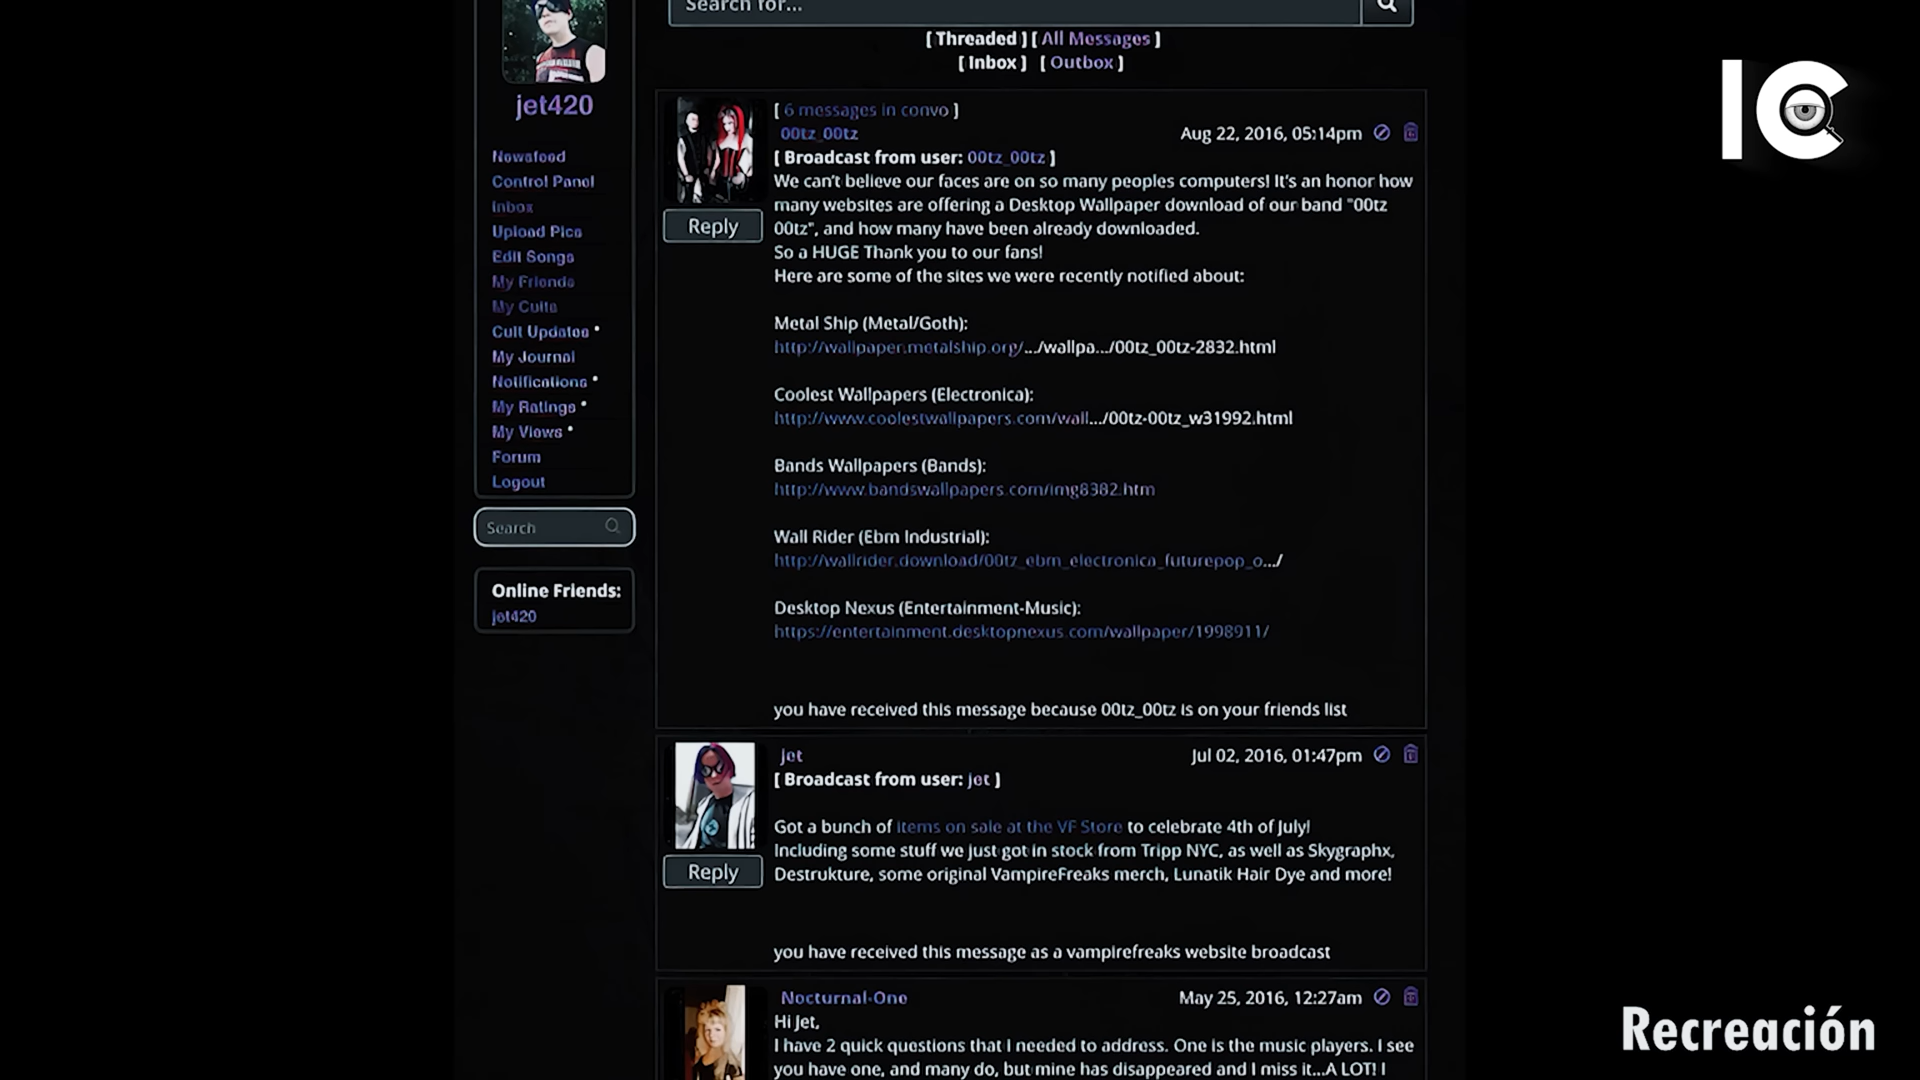 Search for...
[ Threaded ] [ All Messages ]
[ Inbox ] [ Outbox ]
jet420
Newsfeed
Control Panel
Inbox
Upload Pics
Edit Songs
My Friends
My Cults
Cult Updates •
My Journal
Notifications •
My Ratings •
My Views •
Forum
Logout
Search
Online Friends:
jet420
[ 6 messages in convo ]
00tz_00tz
Aug 22, 2016, 05:14pm
[ Broadcast from user: 00tz_00tz ]
We can't believe our faces are on so many peoples computers! It's an honor how
many websites are offering a Desktop Wallpaper download of our band "00tz
00tz", and how many have been already downloaded.
So a HUGE Thank you to our fans!
Here are some of the sites we were recently notified about:
Reply
Metal Ship (Metal/Goth):
http://wallpaper.metalship.org/.../wallpa.../00tz_00tz-2832.html
Coolest Wallpapers (Electronica):
http://www.coolestwallpapers.com/wall.../00tz-00tz_w31992.html
Bands Wallpapers (Bands):
http://www.bandswallpapers.com/img8382.htm
Wall Rider (Ebm Industrial):
http://wallrider.download/00tz_ebm_electronica_futurepop_o.../
Desktop Nexus (Entertainment-Music):
https://entertainment.desktopnexus.com/wallpaper/1998911/
you have received this message because 00tz_00tz is on your friends list
jet
Jul 02, 2016, 01:47pm
[ Broadcast from user: jet ]
Got a bunch of items on sale at the VF Store to celebrate 4th of July!
Including some stuff we just got in stock from Tripp NYC, as well as Skygraphx,
Destrukture, some original VampireFreaks merch, Lunatik Hair Dye and more!
Reply
you have received this message as a vampirefreaks website broadcast
Nocturnal-One
May 25, 2016, 12:27am
Hi Jet,
I have 2 quick questions that I needed to address. One is the music players. I see
you have one, and many do, but mine has disappeared and I miss it...A LOT! I
IC
Recreación